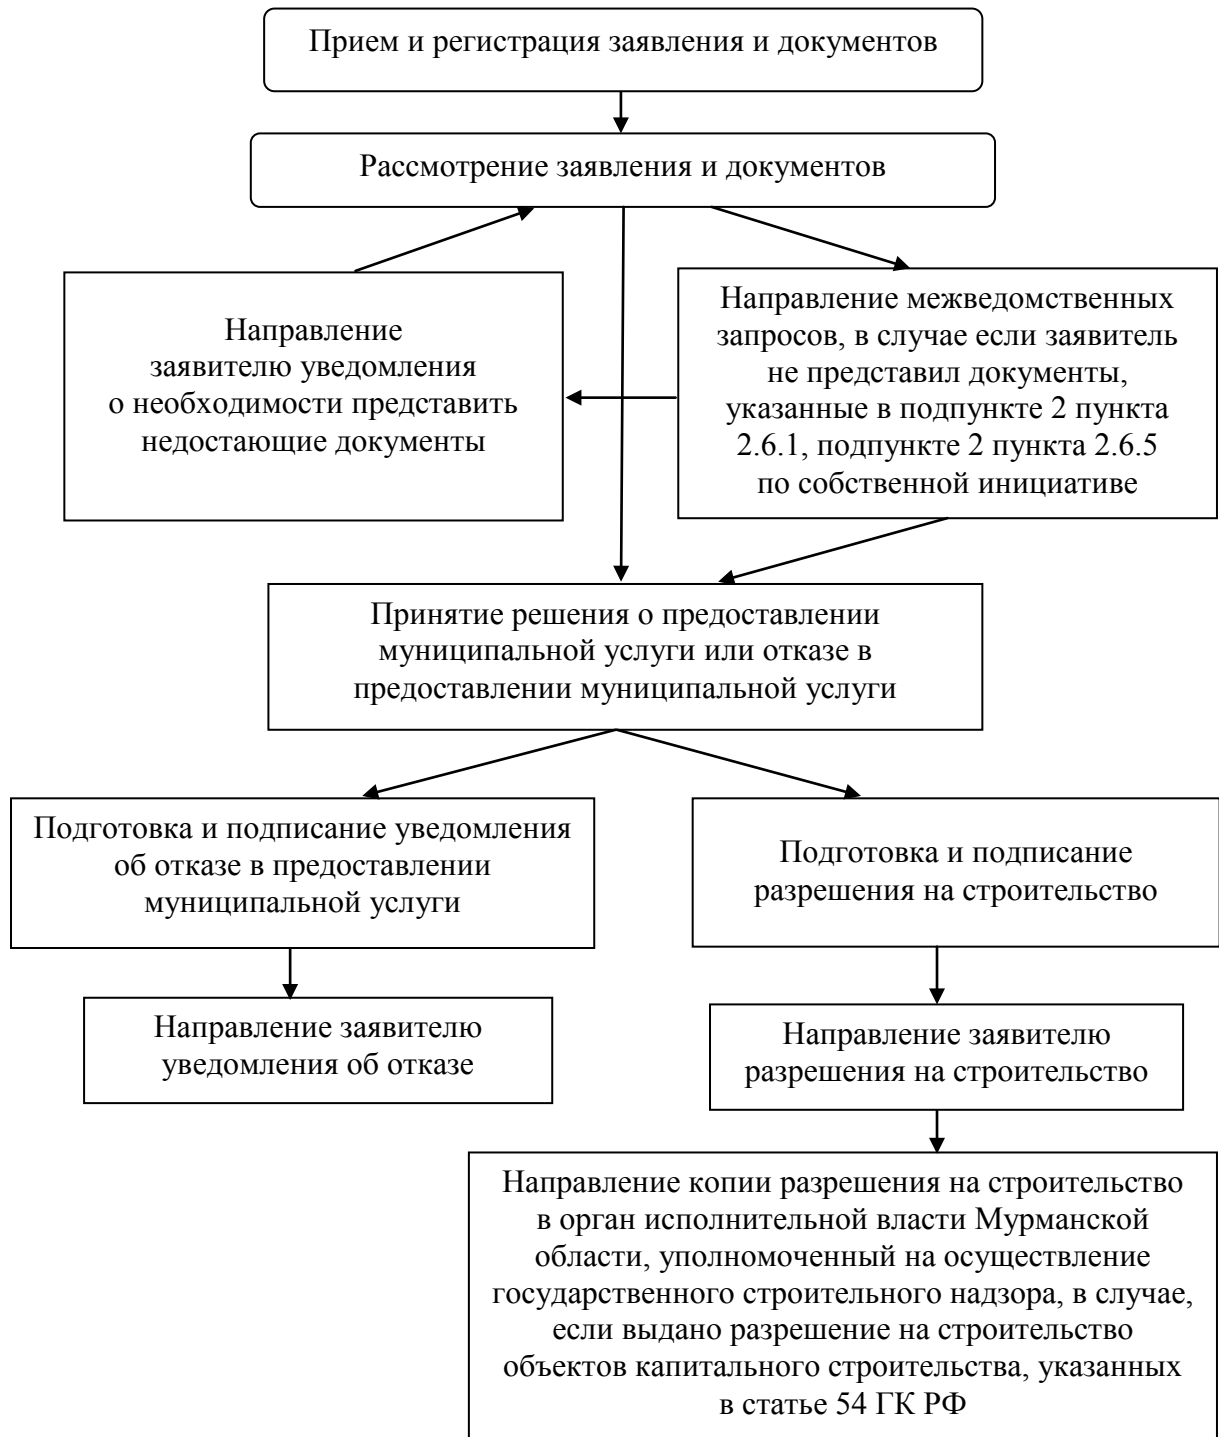 Прием и регистрация заявления и документов
Рассмотрение заявления и документов
Направление
заявителю уведомления
о необходимости представить
недостающие документы
Направление межведомственных
запросов, в случае если заявитель
не представил документы,
указанные в подпункте 2 пункта
2.6.1, подпункте 2 пункта 2.6.5
по собственной инициативе
Принятие решения о предоставлении
муниципальной услуги или отказе в
предоставлении муниципальной услуги
Подготовка и подписание уведомления
об отказе в предоставлении
муниципальной услуги
Подготовка и подписание
разрешения на строительство
Направление заявителю
уведомления об отказе
Направление заявителю
разрешения на строительство
Направление копии разрешения на строительство
в орган исполнительной власти Мурманской
области, уполномоченный на осуществление
государственного строительного надзора, в случае,
если выдано разрешение на строительство
объектов капитального строительства, указанных
в статье 54 ГК РФ